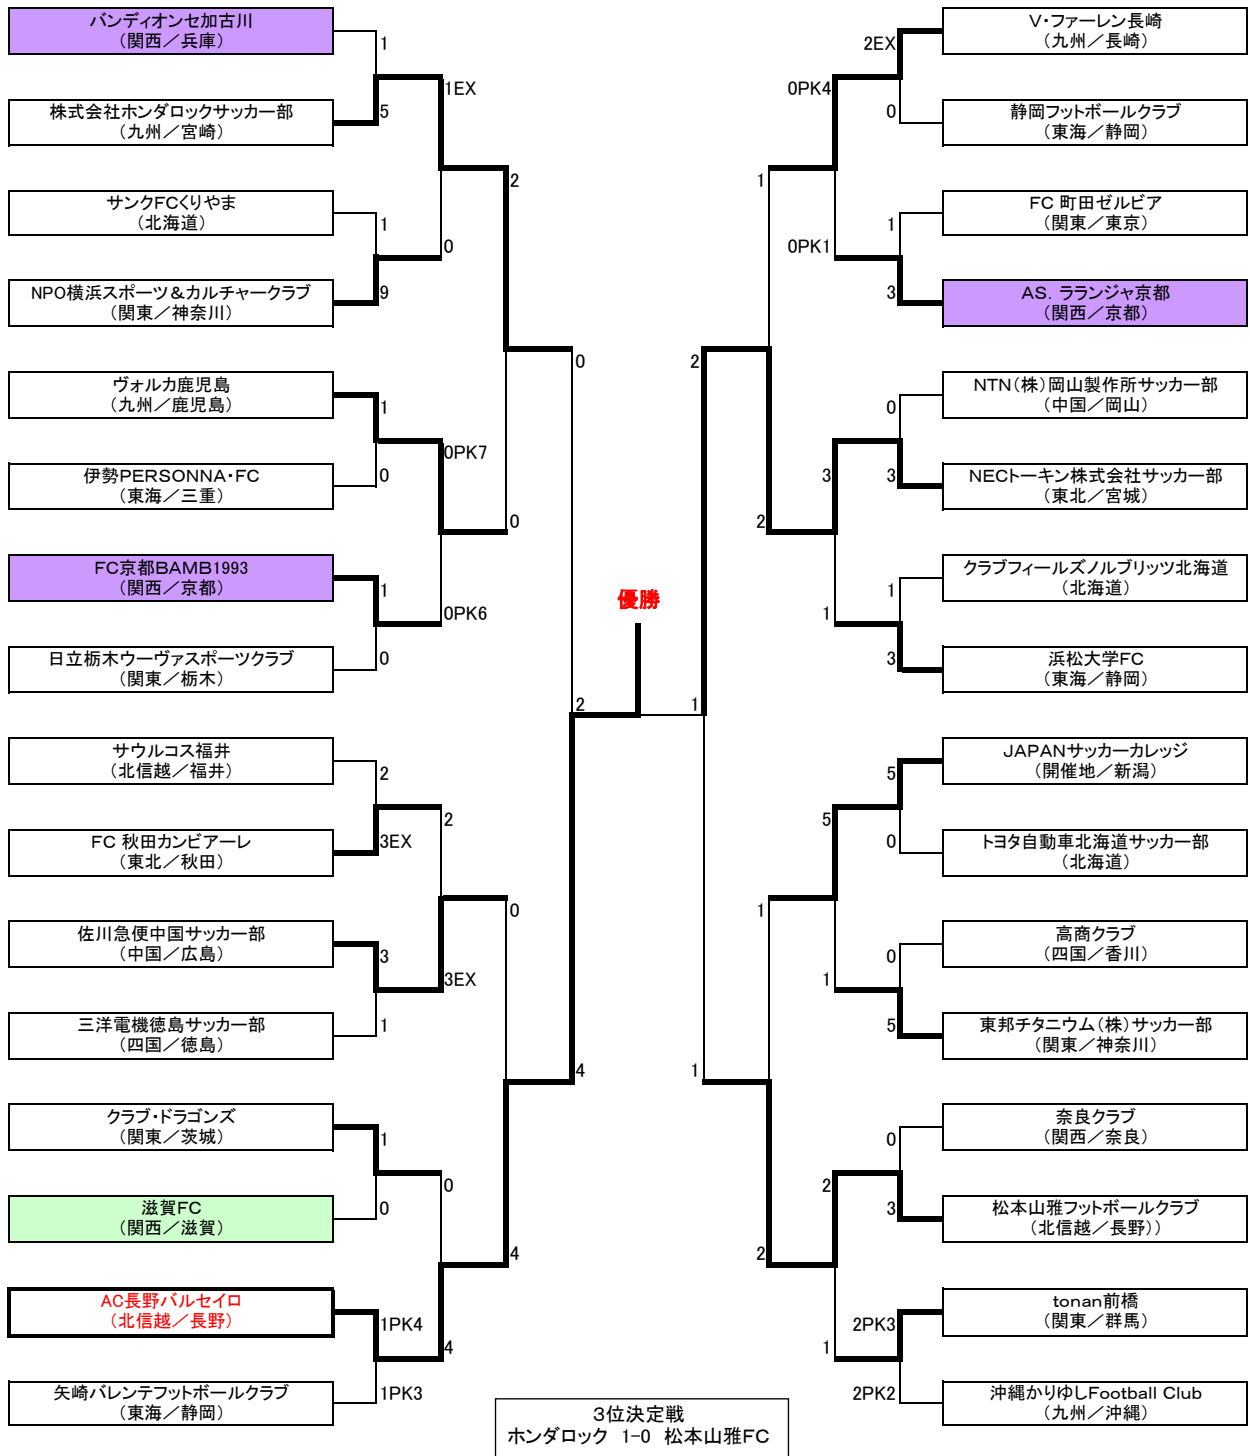 バンディオンセ加古川
（関西／兵庫）
1
株式会社ホンダロックサッカー部
（九州／宮崎）
5
1EX
サンクFCくりやま
（北海道）
1
NPO横浜スポーツ＆カルチャークラブ
（関東／神奈川）
9
0
2
ヴォルカ鹿児島
（九州／鹿児島）
1
伊勢PERSONNA・FC
（東海／三重）
0
0PK7
FC京都BAMB1993
（関西／京都）
1
日立栃木ウーヴァスポーツクラブ
（関東／栃木）
0
0PK6
0
0
サウルコス福井
（北信越／福井）
2
FC 秋田カンビアーレ
（東北／秋田）
3EX
2
佐川急便中国サッカー部
（中国／広島）
3
三洋電機徳島サッカー部
（四国／徳島）
1
3EX
0
クラブ・ドラゴンズ
（関東／茨城）
1
滋賀FC
（関西／滋賀）
0
0
AC長野パルセイロ
（北信越／長野）
1PK4
矢崎バレンテフットボールクラブ
（東海／静岡）
1PK3
4
4
4
2
優勝
1
V・ファーレン長崎
（九州／長崎）
2EX
静岡フットボールクラブ
（東海／静岡）
0
0PK4
FC 町田ゼルビア
（関東／東京）
1
AS．ラランジャ京都
（関西／京都）
3
0PK1
1
NTN（株）岡山製作所サッカー部
（中国／岡山）
0
NECトーキン株式会社サッカー部
（東北／宮城）
3
3
クラブフィールズノルブリッツ北海道
（北海道）
1
浜松大学FC
（東海／静岡）
3
1
2
2
JAPANサッカーカレッジ
（開催地／新潟）
5
トヨタ自動車北海道サッカー部
（北海道）
0
5
高商クラブ
（四国／香川）
0
東邦チタニウム（株）サッカー部
（関東／神奈川）
5
1
1
奈良クラブ
（関西／奈良）
0
松本山雅フットボールクラブ
（北信越／長野））
3
2
tonan前橋
（関東／群馬）
2PK3
沖縄かりゆしFootball Club
（九州／沖縄）
2PK2
1
2
1
3位決定戦
ホンダロック 1-0 松本山雅FC